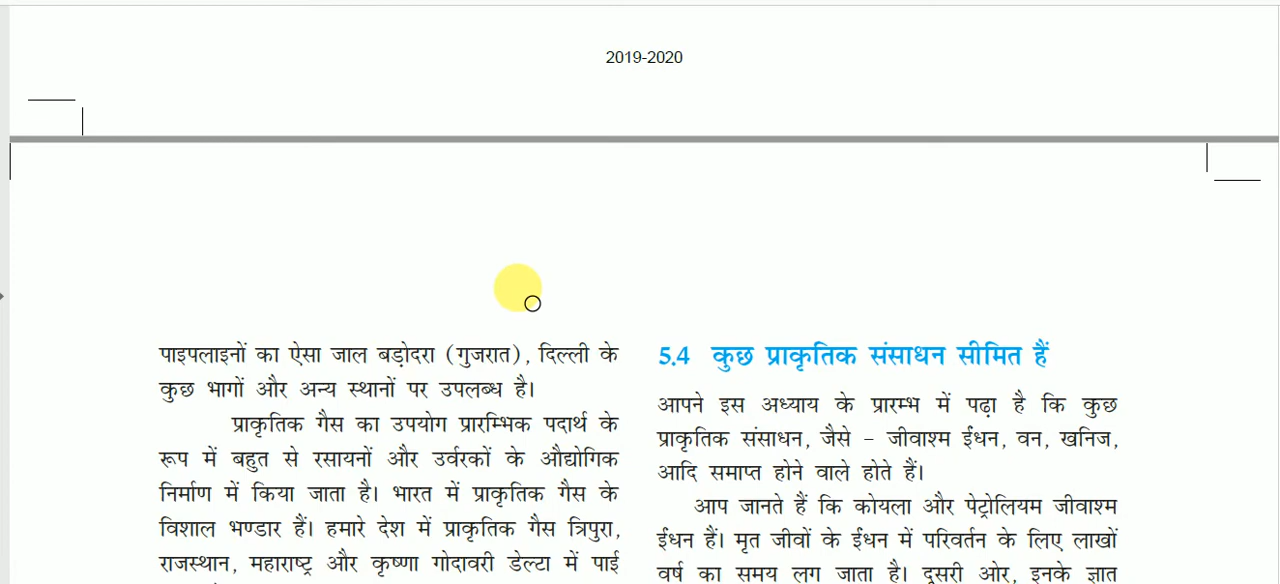 2019-2020
पाइपलाइनों का ऐसा जाल बड़ोदरा (गुजरात), दिल्ली के
कुछ भागों और अन्य स्थानों पर उपलब्ध है।
प्राकृतिक गैस का उपयोग प्रारम्भिक पदार्थ के
रूप में बहुत से रसायनों और उर्वरकों के औद्योगिक
निर्माण में किया जाता है। भारत में प्राकृतिक गैस के
विशाल भण्डार हैं। हमारे देश में प्राकृतिक गैस त्रिपुरा,
राजस्थान, महाराष्ट्र और कृष्णा गोदावरी डेल्टा में पाई
5.4 कुछ प्राकृतिक संसाधन सीमित हैं
आपने इस अध्याय के प्रारम्भ में पढ़ा है कि कुछ
प्राकृतिक संसाधन, जैसे – जीवाश्म ईंधन, वन, खनिज,
आदि समाप्त होने वाले होते हैं।
आप जानते हैं कि कोयला और पेट्रोलियम जीवाश्म
ईंधन हैं। मृत जीवों के ईंधन में परिवर्तन के लिए लाखों
वर्ष का समय लग जाता है। दूसरी ओर, इनके ज्ञात